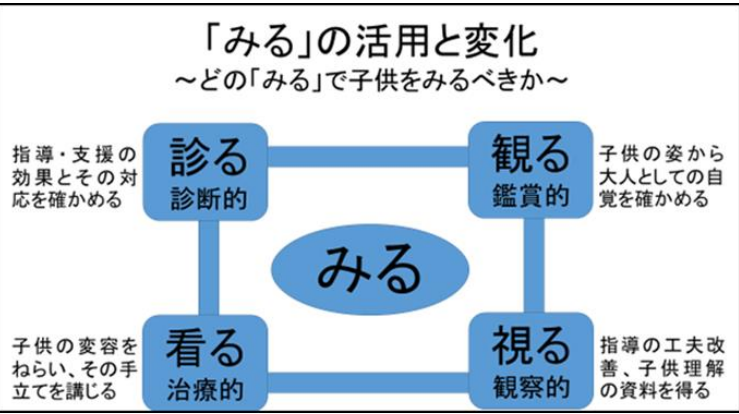 「みる」の活用と変化
～どの「みる」で子供をみるべきか～
指導・支援の
効果とその対
応を確かめる
診る
診断的
観る
鑑賞的
子供の姿から
大人としての自
覚を確かめる
みる
子供の変容を
ねらい、その手
立てを講じる
看る
治療的
視る
観察的
指導の工夫改
善、子供理解
の資料を得る